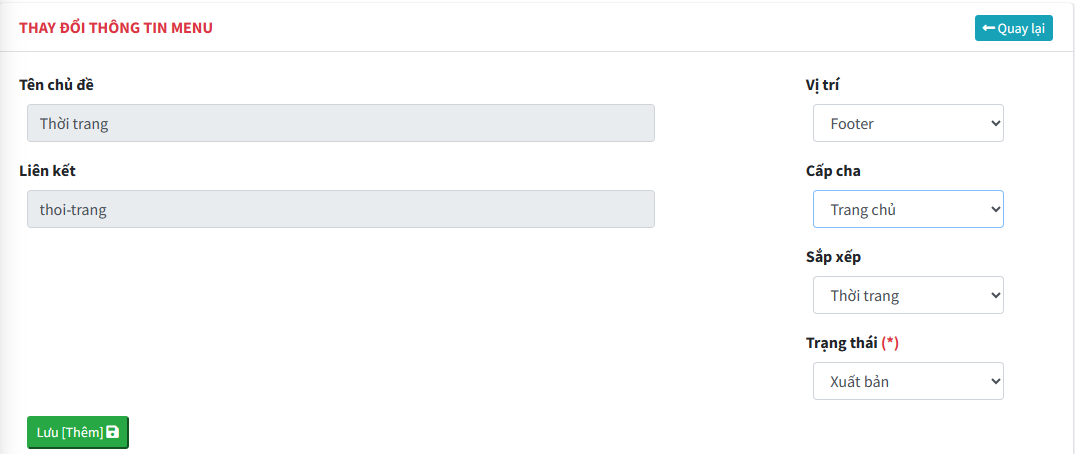 THAY ĐỔI THÔNG TIN MENU
Quay lại
Tên chủ đề
Thời trang
Liên kết
thoi-trang
Vị trí
Footer
Cấp cha
Trang chủ
Sắp xếp
Thời trang
Trạng thái (*)
Xuất bản
Lưu [Thêm]